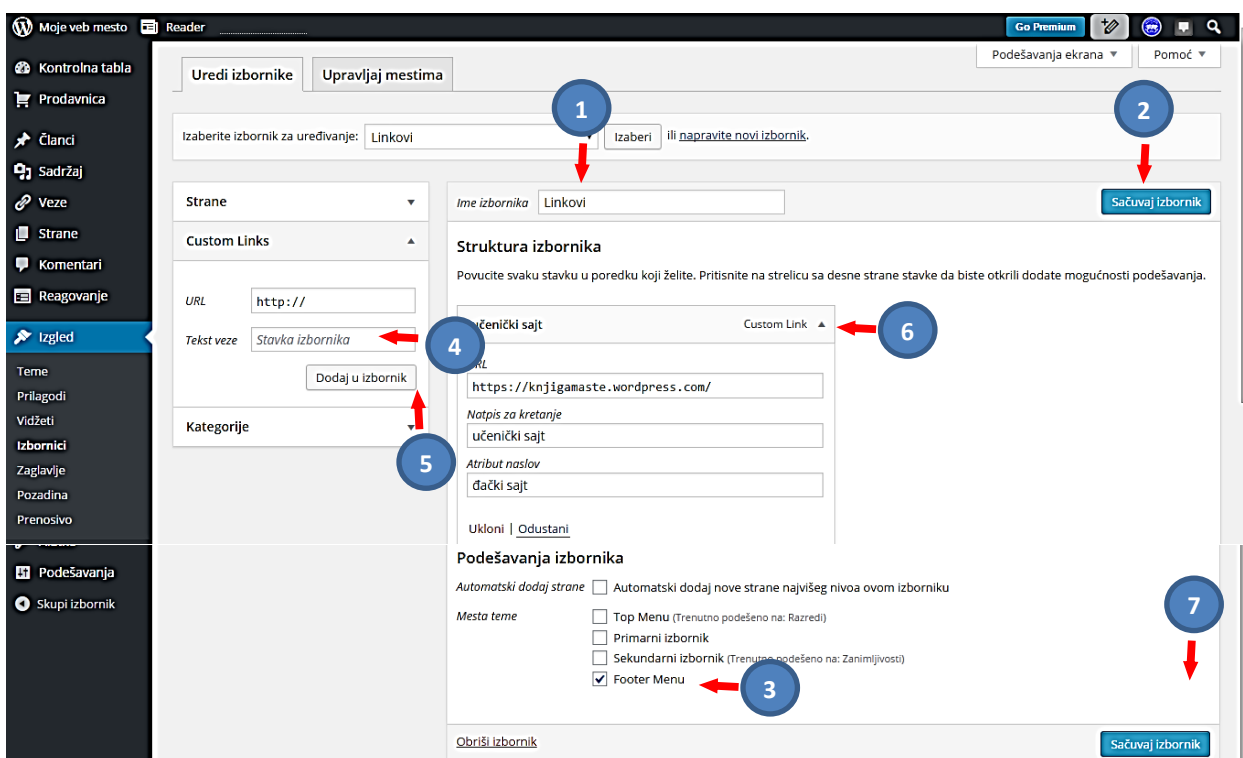 Moje veb mesto Reader Go Premium
Kontrolna tabla
Prodavnica
Članci
Sadržaj
Veze
Strane
Komentari
Reagovanje
Izgled
Teme
Prilagodi
Vidžeti
Izbornici
Zaglavlje
Pozadina
Prenosivo
Podešavanja
Skupi izbornik
Podešavanja ekrana ▼ Pomoć ▼
Uredi izbornike Upravljaj mestima
1
2
Izaberite izbornik za uređivanje: Linkovi Izaberi ili napravite novi izbornik.
Strane
Custom Links
URL http://
Tekst veze Stavka izbornika
4
Dodaj u izbornik
Kategorije
5
Ime izbornika Linkovi Sačuvaj izbornik
Struktura izbornika
Povucite svaku stavku u poredku koji želite. Pritisnite na strelicu sa desne strane stavke da biste otkrili dodate mogućnosti podešavanja.
učenički sajt Custom Link
6
URL
https://knjigamaste.wordpress.com/
Natpis za kretanje
učenički sajt
Atribut naslov
đački sajt
Ukloni | Odustani
Podešavanja izbornika
Automatski dodaj strane Automatski dodaj nove strane najvišeg nivoa ovom izborniku
7
Mesta teme Top Menu (Trenutno podešeno na: Razredi)
Primarni izbornik
Sekundarni izbornik (Trenutno podešeno na: Zanimljivosti)
Footer Menu
3
Obriši izbornik Sačuvaj izbornik